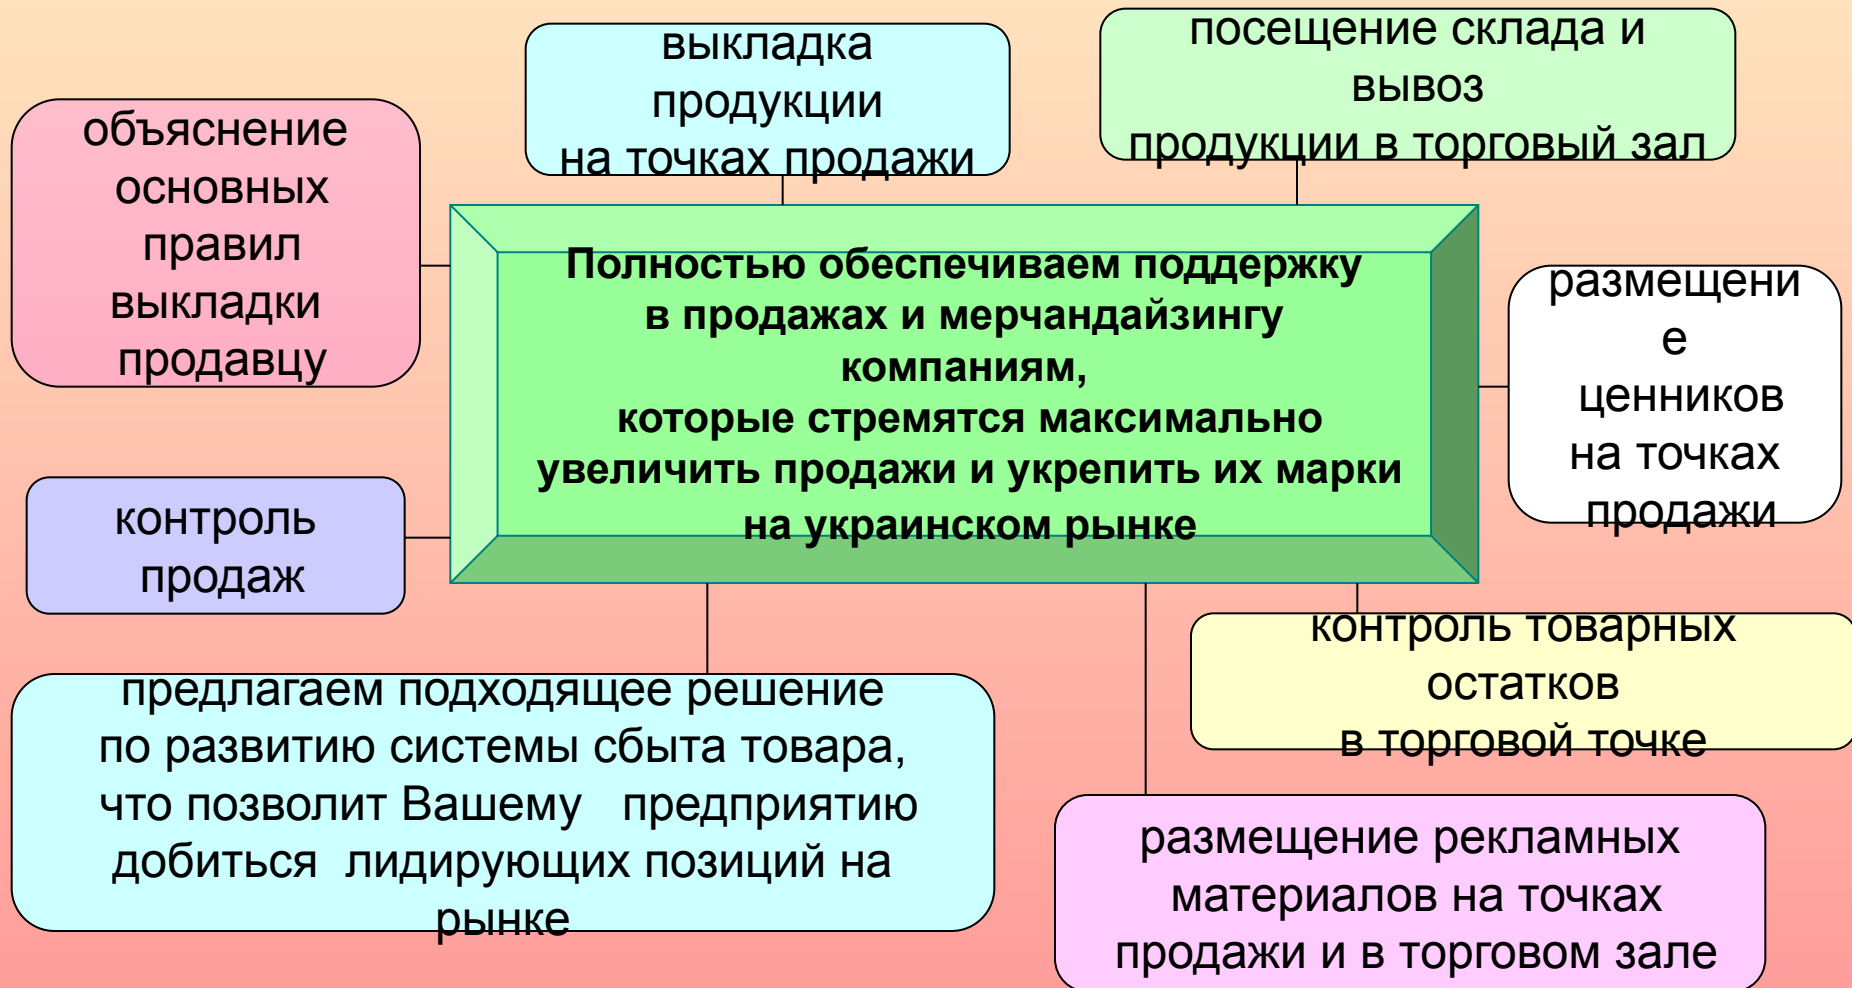 выкладка
продукции
на точках продажи
посещение склада и
вывоз
продукции в торговый зал
объяснение
основных
правил
выкладки
продавцу
Полностью обеспечиваем поддержку
в продажах и мерчандайзингу
компаниям,
которые стремятся максимально
увеличить продажи и укрепить их марки
на украинском рынке
размещени
е
ценников
на точках
продажи
контроль
продаж
контроль товарных
остатков
в торговой точке
предлагаем подходящее решение
по развитию системы сбыта товара,
что позволит Вашему предприятию
добиться лидирующих позиций на
рынке
размещение рекламных
материалов на точках
продажи и в торговом зале